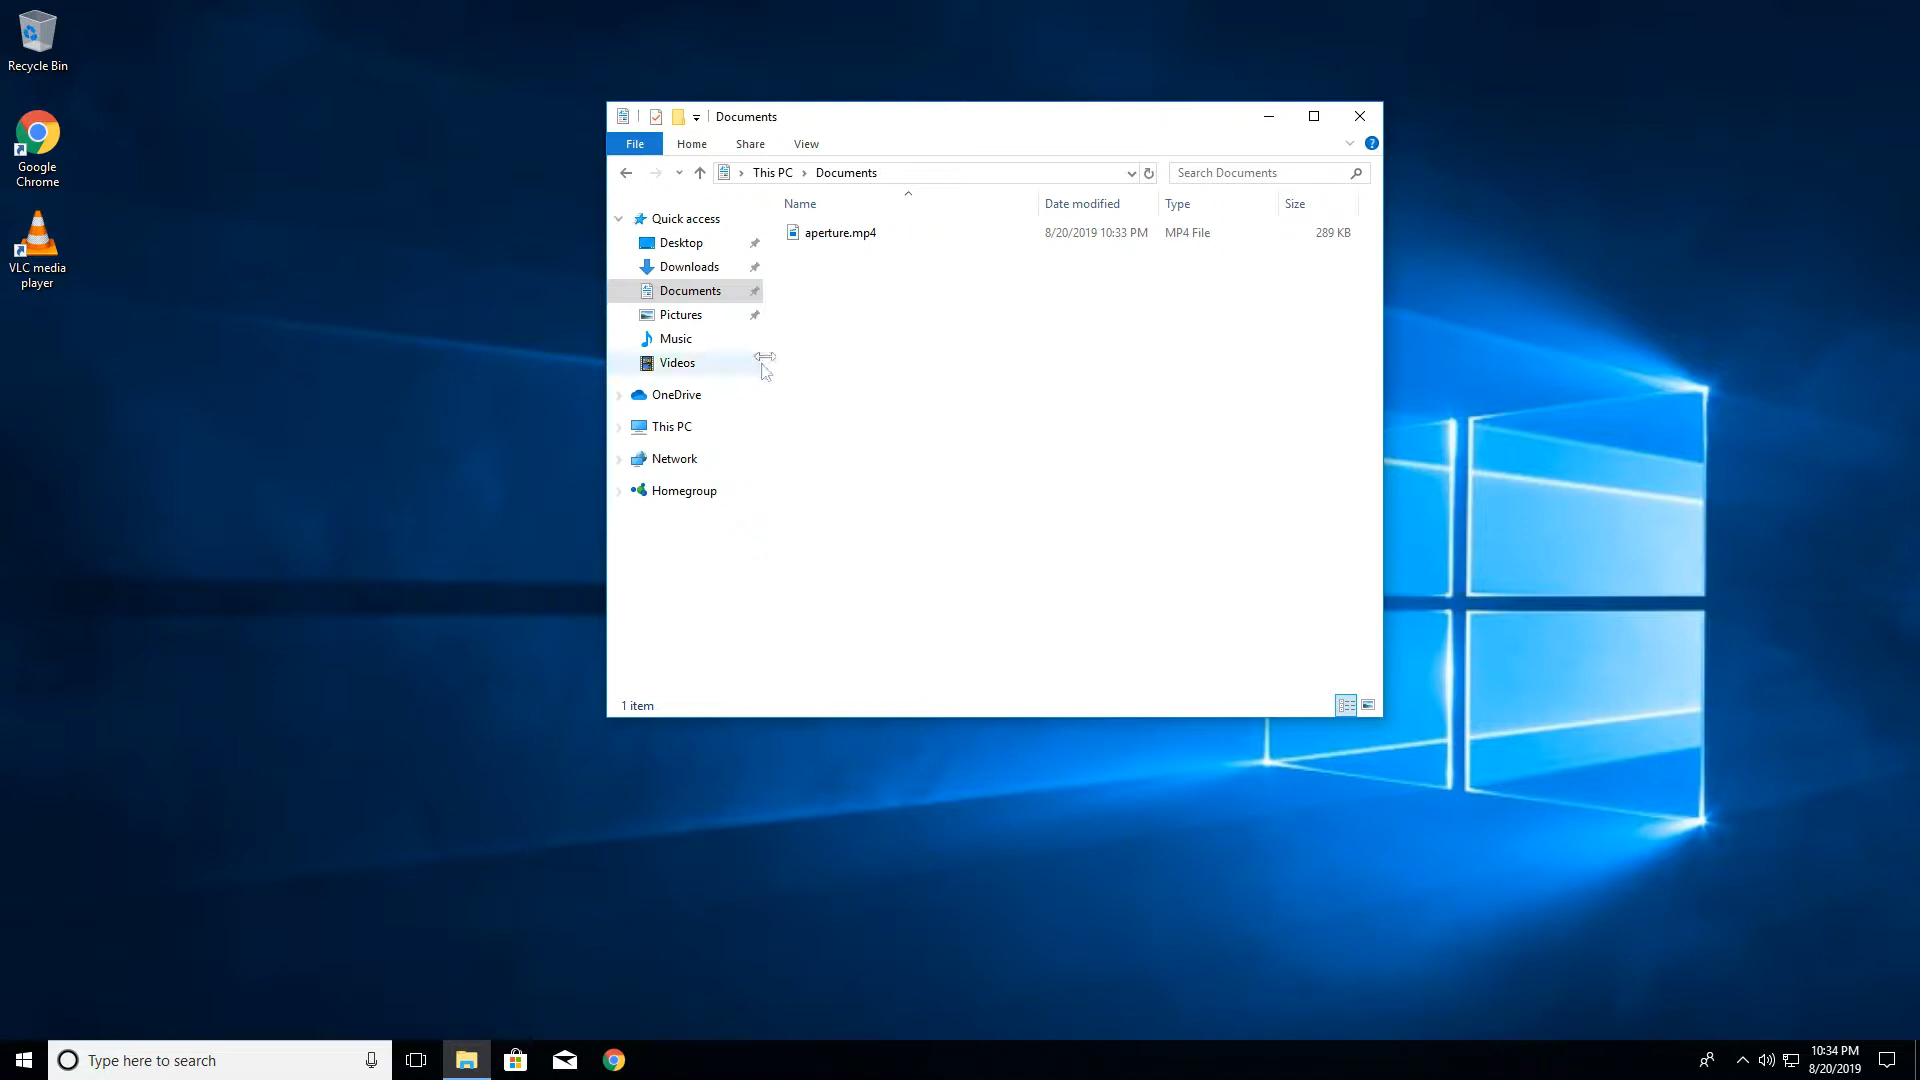 Recycle Bin
Google
Chrome
VLC media
player
Documents
File Home Share View
?
This PC Documents
Search Documents
Name Date modified Type Size
aperture.mp4 8/20/2019 10:33 PM MP4 File 289 KB
Quick access
Desktop
Downloads
Documents
Pictures
Music
Videos
OneDrive
This PC
Network
Homegroup
1 item
Type here to search
10:34 PM
8/20/2019